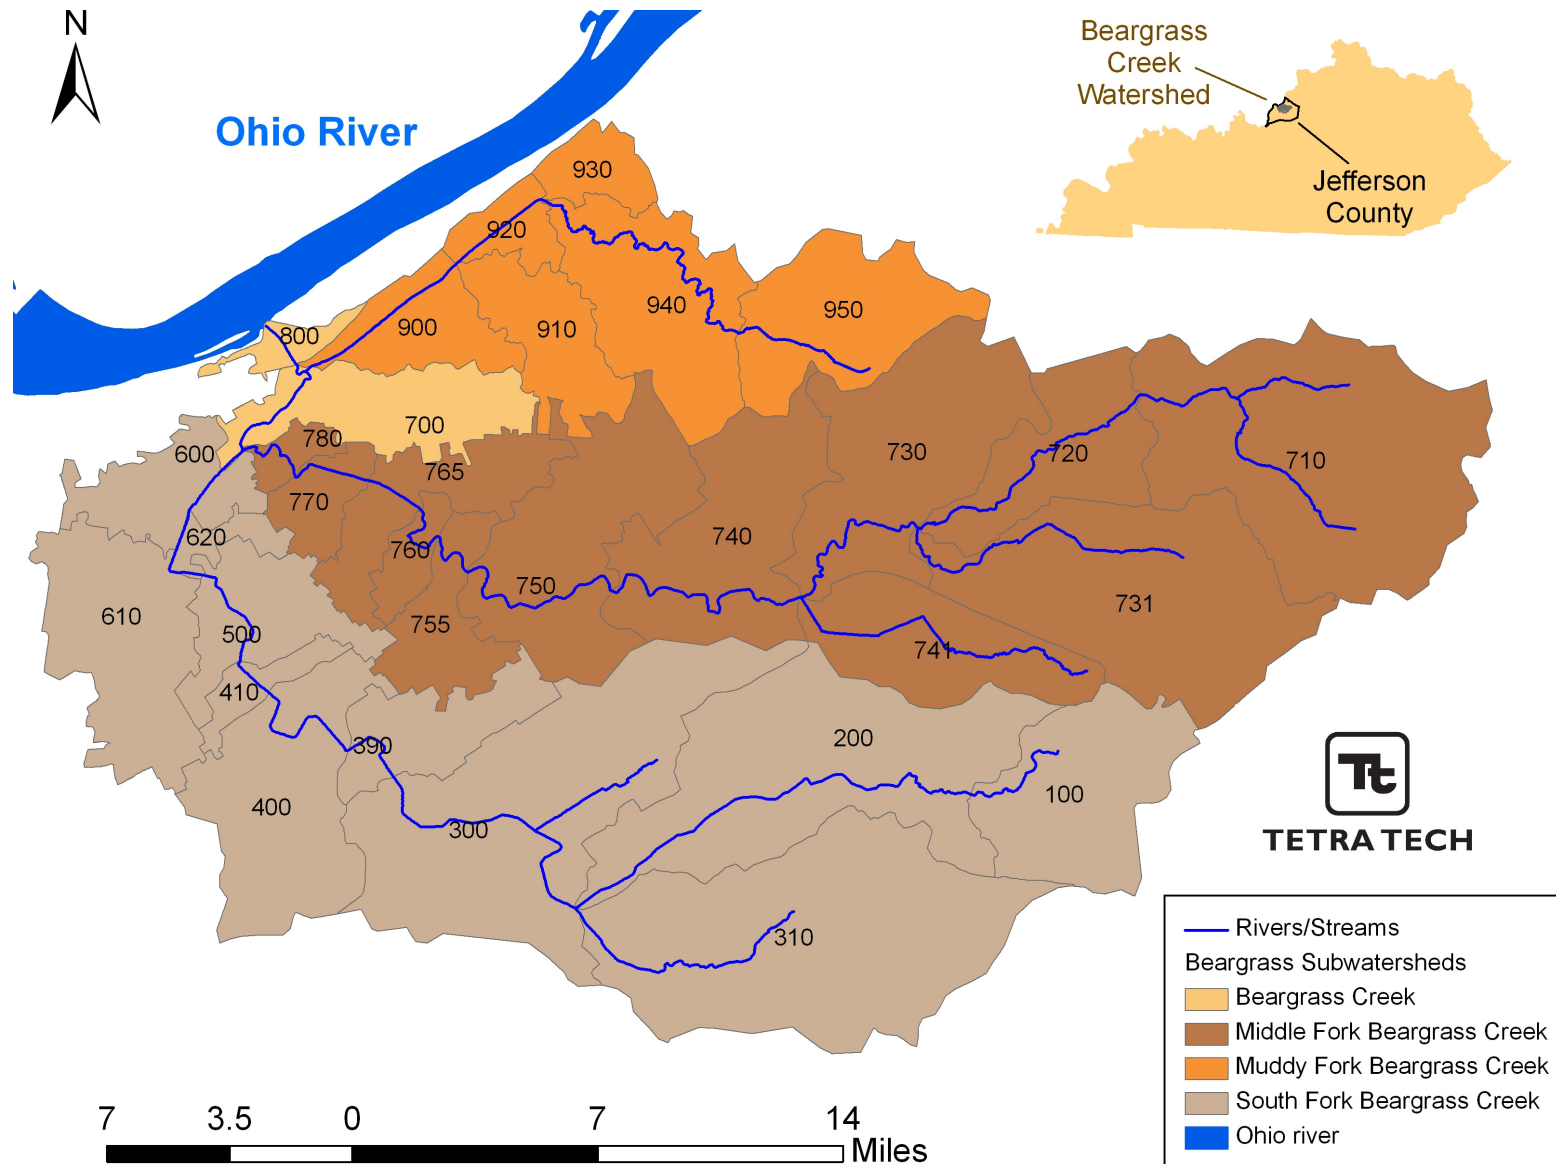 N
Ohio River
Beargrass
Creek
Watershed
Jefferson
County
930
920
940
950
910
900
800
700
780
765
600
770
730
720
710
740
620
760
750
755
731
741
610
500
410
390
200
100
400
300
310
Tt
TETRA TECH
Rivers/Streams
Beargrass Subwatersheds
Beargrass Creek
Middle Fork Beargrass Creek
Muddy Fork Beargrass Creek
South Fork Beargrass Creek
Ohio river
7 3.5 0 7 14
Miles